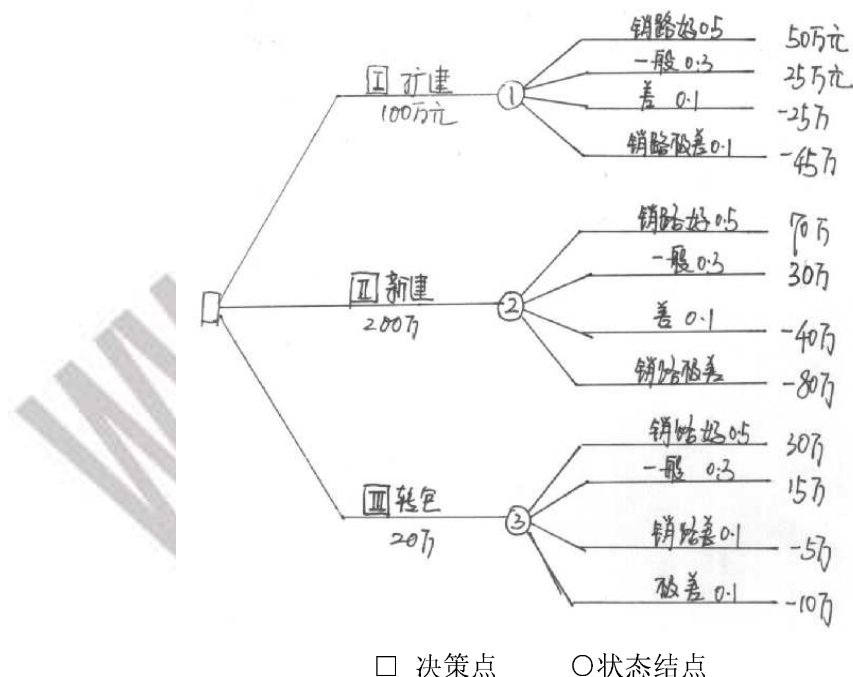 销路好0.5 50万元
一般 0.3 25万元
Ⅰ 扩建 ①
100万元
差 0.1 -25万
销路极差0.1 -45万
销路好0.5 70万
一般0.3 30万
Ⅱ 新建 ②
200万
差 0.1 -40万
销路极差 -80万
销路好0.5 30万
一般 0.3 15万
Ⅲ 转包 ③
20万
销路差0.1 -5万
极差0.1 -10万
□ 决策点 ○状态结点